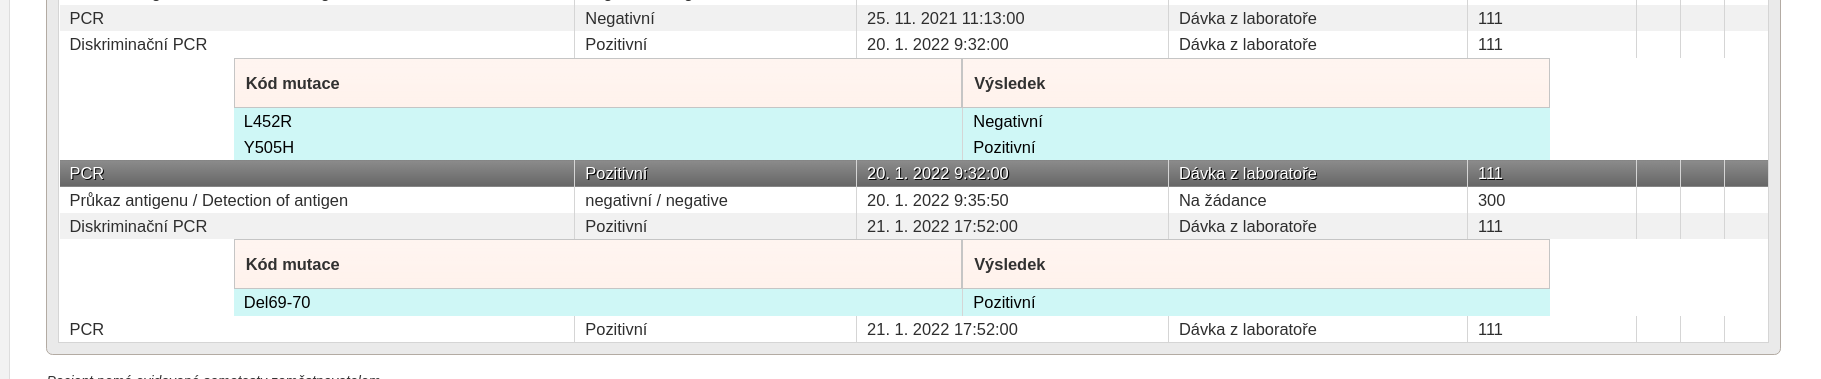 PCR Negativní 25. 11. 2021 11:13:00 Dávka z laboratoře 111
Diskriminační PCR Pozitivní 20. 1. 2022 9:32:00 Dávka z laboratoře 111
Kód mutace Výsledek
L452R Negativní
Y505H Pozitivní
PCR Pozitivní 20. 1. 2022 9:32:00 Dávka z laboratoře 111
Průkaz antigenu / Detection of antigen negativní / negative 20. 1. 2022 9:35:50 Na žádance 300
Diskriminační PCR Pozitivní 21. 1. 2022 17:52:00 Dávka z laboratoře 111
Kód mutace Výsledek
Del69-70 Pozitivní
PCR Pozitivní 21. 1. 2022 17:52:00 Dávka z laboratoře 111